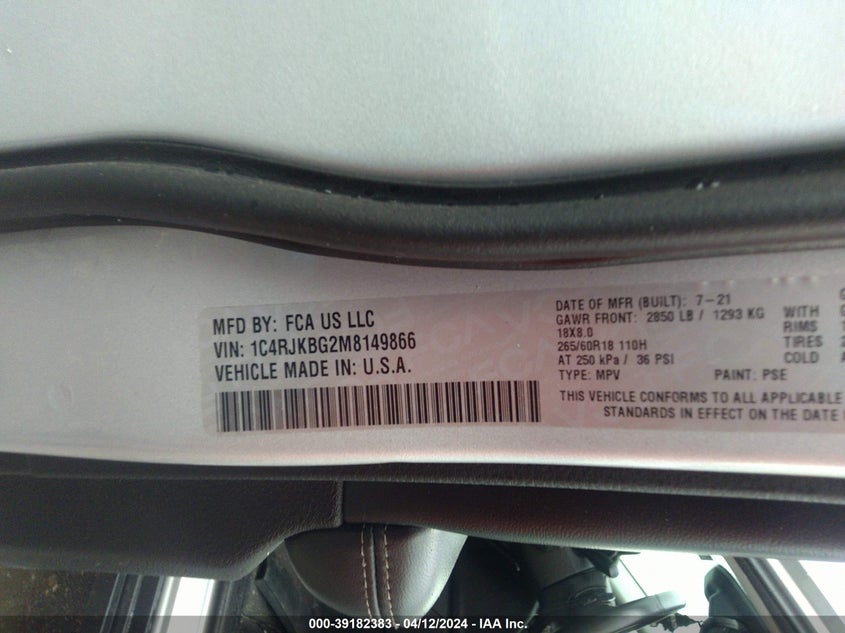 MFD BY: FCA US LLC
VIN: 1C4RJKBG2M8149866
VEHICLE MADE IN: U.S.A.
DATE OF MFR (BUILT): 7-21
GAWR FRONT: 2850 LB / 1293 KG WITH
18X8.0 RIMS
265/60R18 110H TIRES
AT 250 kPa / 36 PSI COLD
TYPE: MPV PAINT: PSE
THIS VEHICLE CONFORMS TO ALL APPLICABLE
STANDARDS IN EFFECT ON THE DATE
000-39182383 - 04/12/2024 - IAA Inc.